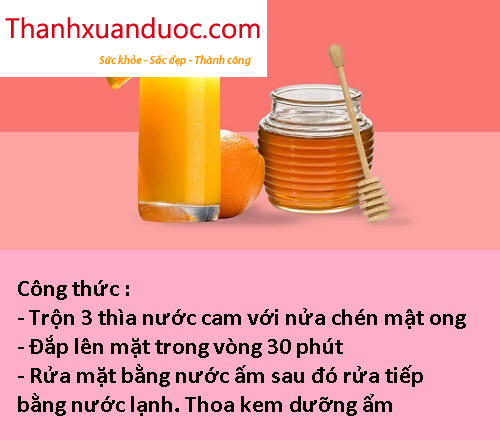 Thanhxuanduoc.com
Sức khỏe - Sắc đẹp - Thành công
Công thức :
- Trộn 3 thìa nước cam với nửa chén mật ong
- Đắp lên mặt trong vòng 30 phút
- Rửa mặt bằng nước ấm sau đó rửa tiếp
bằng nước lạnh. Thoa kem dưỡng ẩm